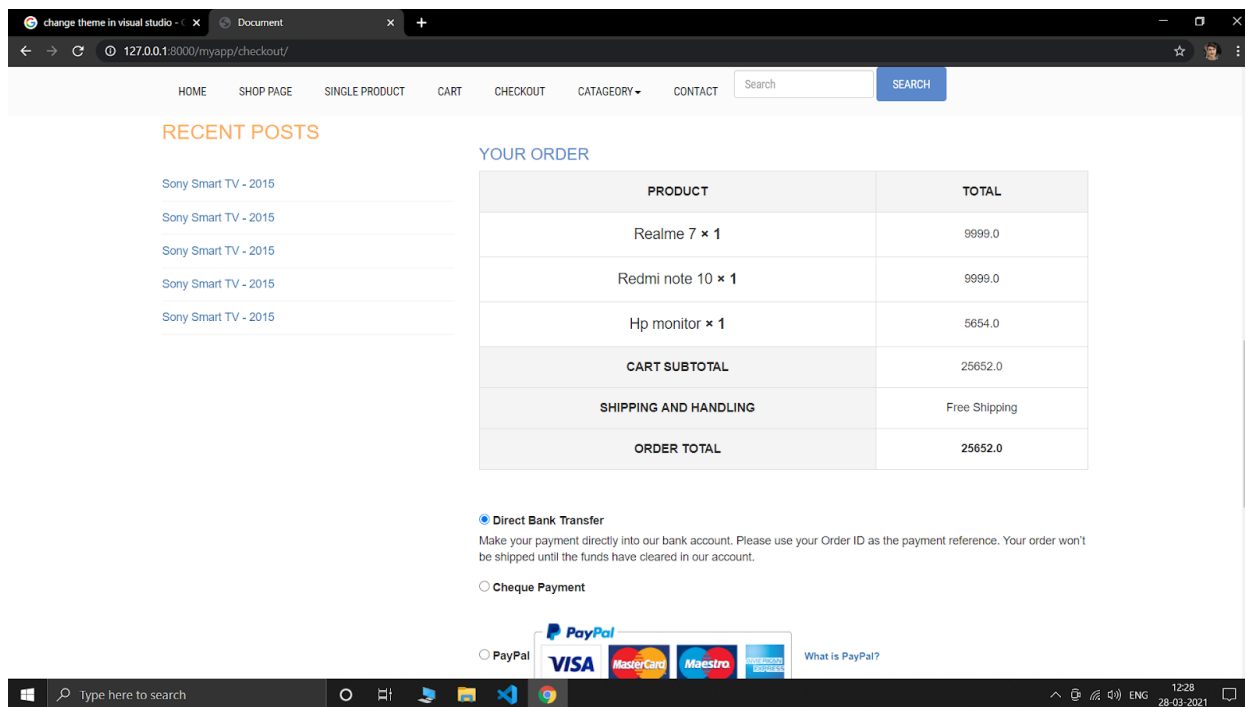 change theme in visual studio -
Document
127.0.0.1:8000/myapp/checkout/
HOME SHOP PAGE SINGLE PRODUCT CART CHECKOUT CATAGEORY CONTACT Search SEARCH
RECENT POSTS
Sony Smart TV - 2015
Sony Smart TV - 2015
Sony Smart TV - 2015
Sony Smart TV - 2015
Sony Smart TV - 2015
YOUR ORDER
PRODUCT TOTAL
Realme 7 × 1 9999.0
Redmi note 10 × 1 9999.0
Hp monitor × 1 5654.0
CART SUBTOTAL 25652.0
SHIPPING AND HANDLING Free Shipping
ORDER TOTAL 25652.0
Direct Bank Transfer
Make your payment directly into our bank account. Please use your Order ID as the payment reference. Your order won't
be shipped until the funds have cleared in our account.
Cheque Payment
PayPal
PayPal VISA MasterCard Maestro AMERICAN EXPRESS What is PayPal?
Type here to search
ENG
12:28
28-03-2021